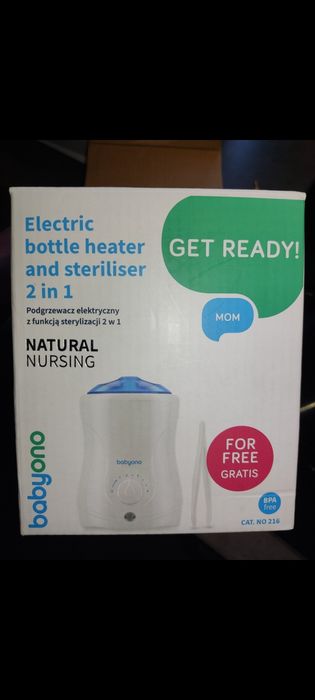 Electric
bottle heater
and steriliser
2 in 1
Podgrzewacz elektryczny
z funkcją sterylizacji 2 w 1
NATURAL
NURSING
GET READY!
MOM
babyono
babyono
FOR
FREE
GRATIS
BPA
free
CAT. NO 216